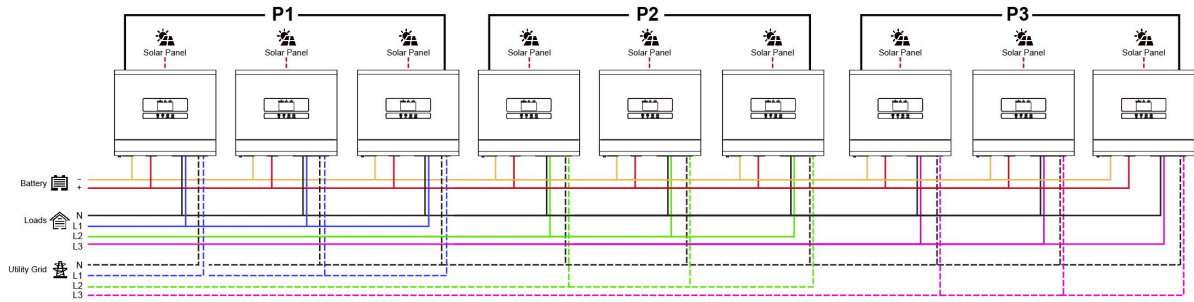 P1
P2
P3
Solar Panel
Solar Panel
Solar Panel
Solar Panel
Solar Panel
Solar Panel
Solar Panel
Solar Panel
Solar Panel
Battery
−
+
Loads
N
L1
L2
L3
Utility Grid
N
L1
L2
L3